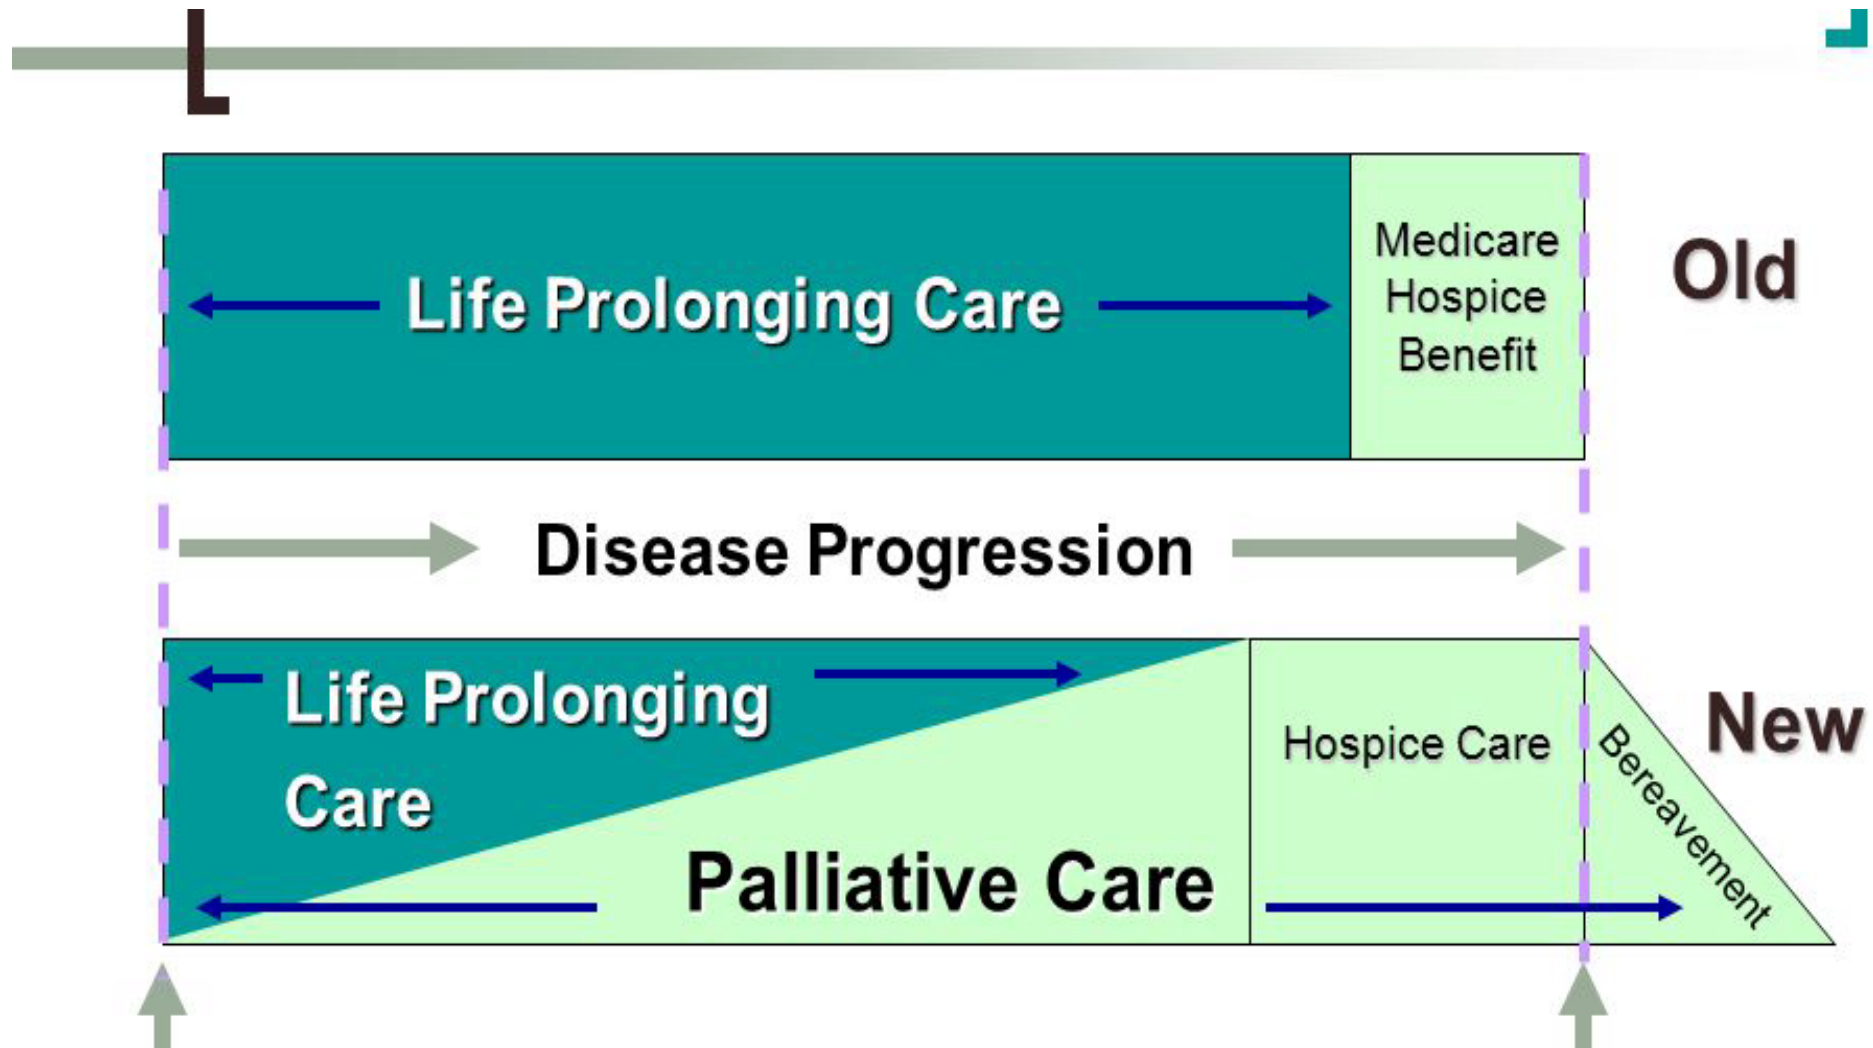 Life Prolonging Care
Medicare
Hospice
Benefit
Old
Disease Progression
Life Prolonging
Care
Hospice Care
Bereavement
New
Palliative Care